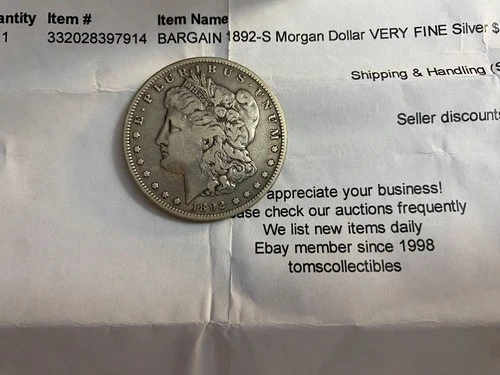 antity Item # Item Name
1 332028397914 BARGAIN 1892-S Morgan Dollar VERY FINE Silver $
Shipping & Handling (S
Seller discounts
E PLURIBUS UNUM
1892
appreciate your business!
ase check our auctions frequently
We list new items daily
Ebay member since 1998
tomscollectibles